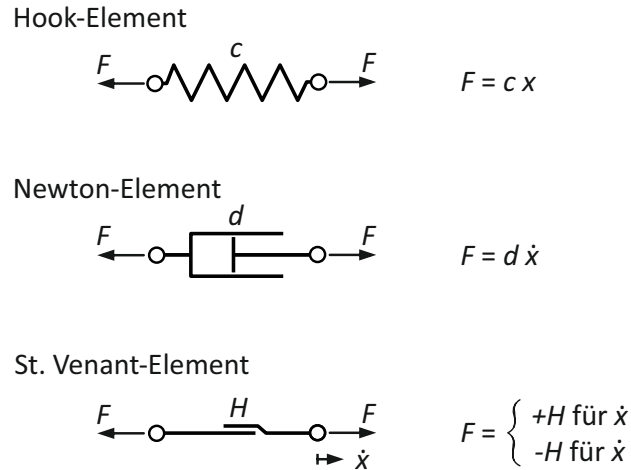 Hook-Element
F c F F = c x
Newton-Element
F d F F = d ẋ
St. Venant-Element
F H F F = { +H für ẋ
ẋ -H für ẋ